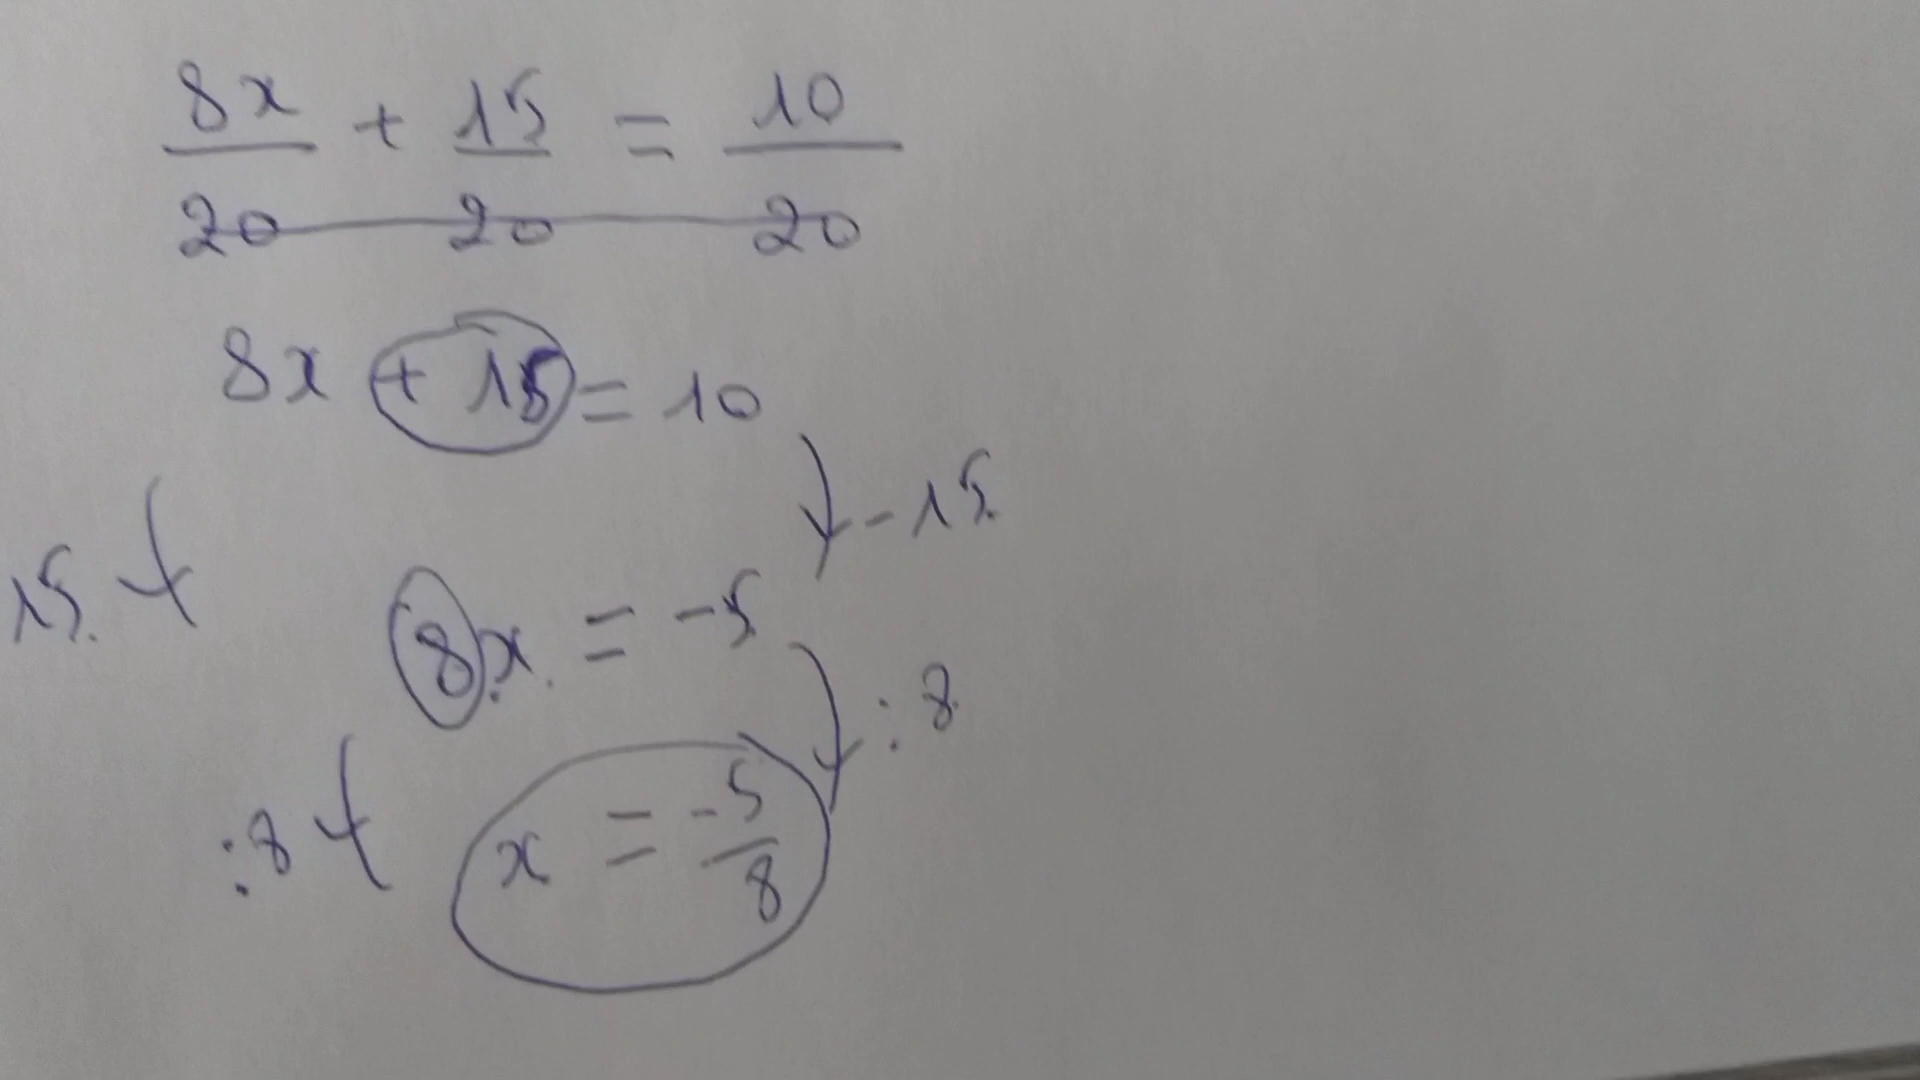 8x/20 + 15/20 = 10/20
8x + 15 = 10
15 - 15
8x = -5
:8 :8
x = -5/8